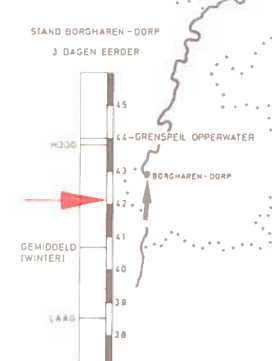 STAND BORGHAREN-DORP
3 DAGEN EERDER
45
44
GRENSPEIL OPPERWATER
HOOG
43
BORGHAREN-DORP
42
41
GEMIDDELD
(WINTER)
40
39
LAAG
38